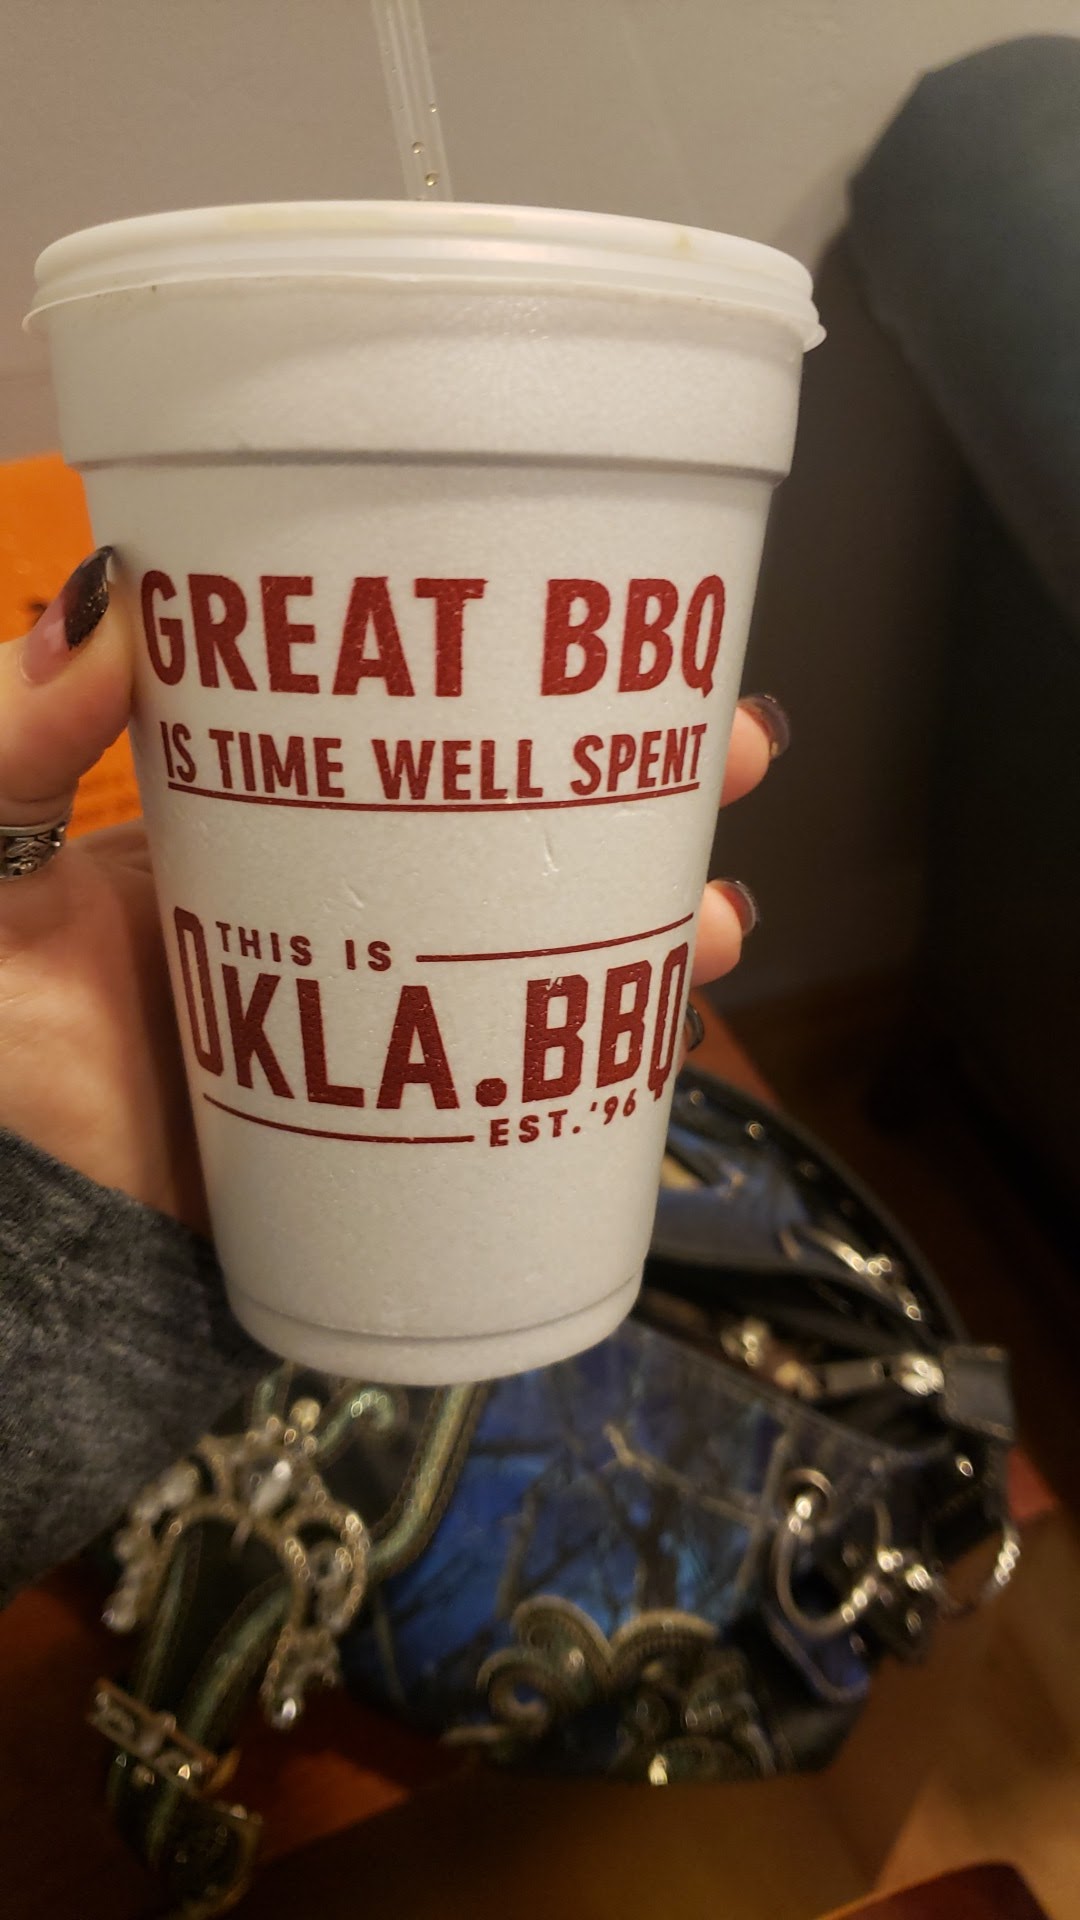 GREAT BBQ
IS TIME WELL SPENT
THIS IS
OKLA.BBQ
EST. '96